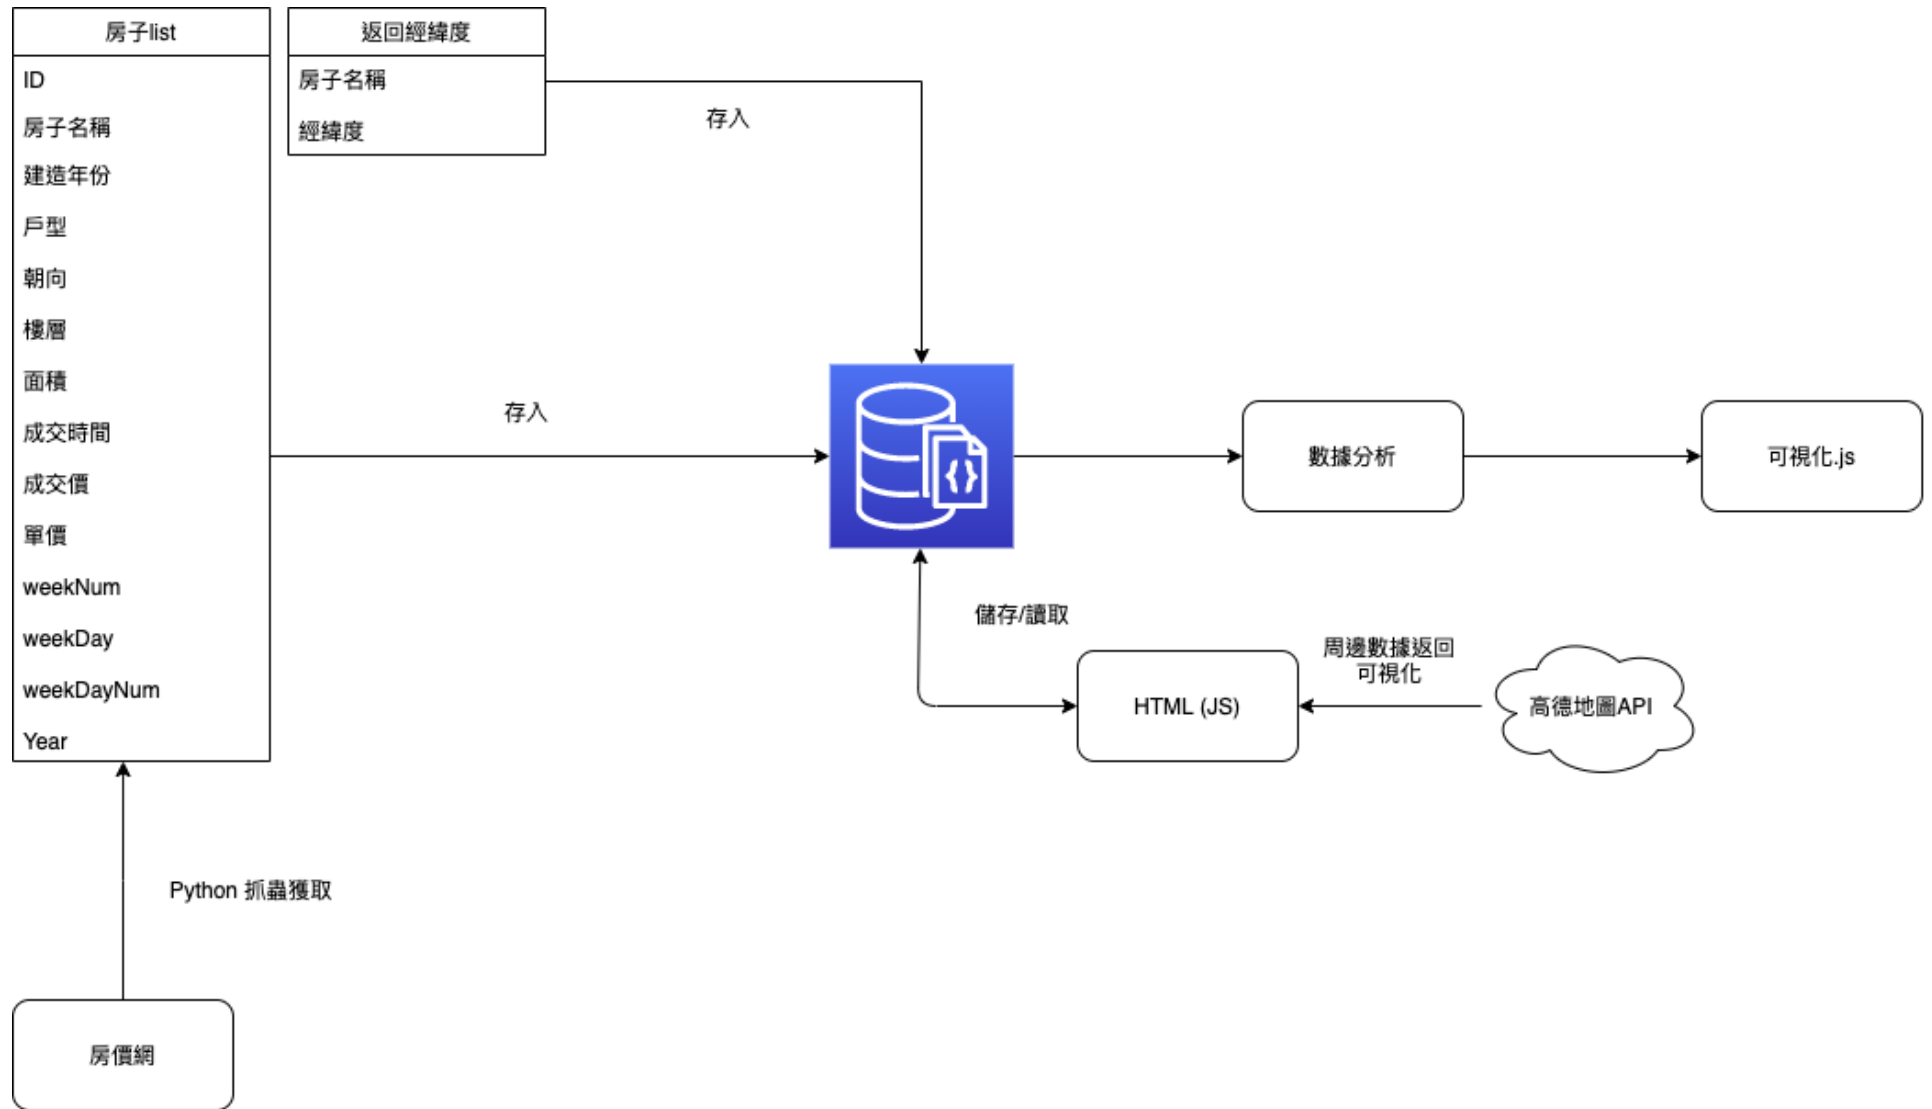 房子list
ID
房子名稱
建造年份
戶型
朝向
樓層
面積
成交時間
成交價
單價
weekNum
weekDay
weekDayNum
Year
返回經緯度
房子名稱
經緯度
存入
存入
{}
數據分析
可視化.js
儲存/讀取
HTML (JS)
周邊數據返回
可視化
高德地圖API
Python 抓蟲獲取
房價網